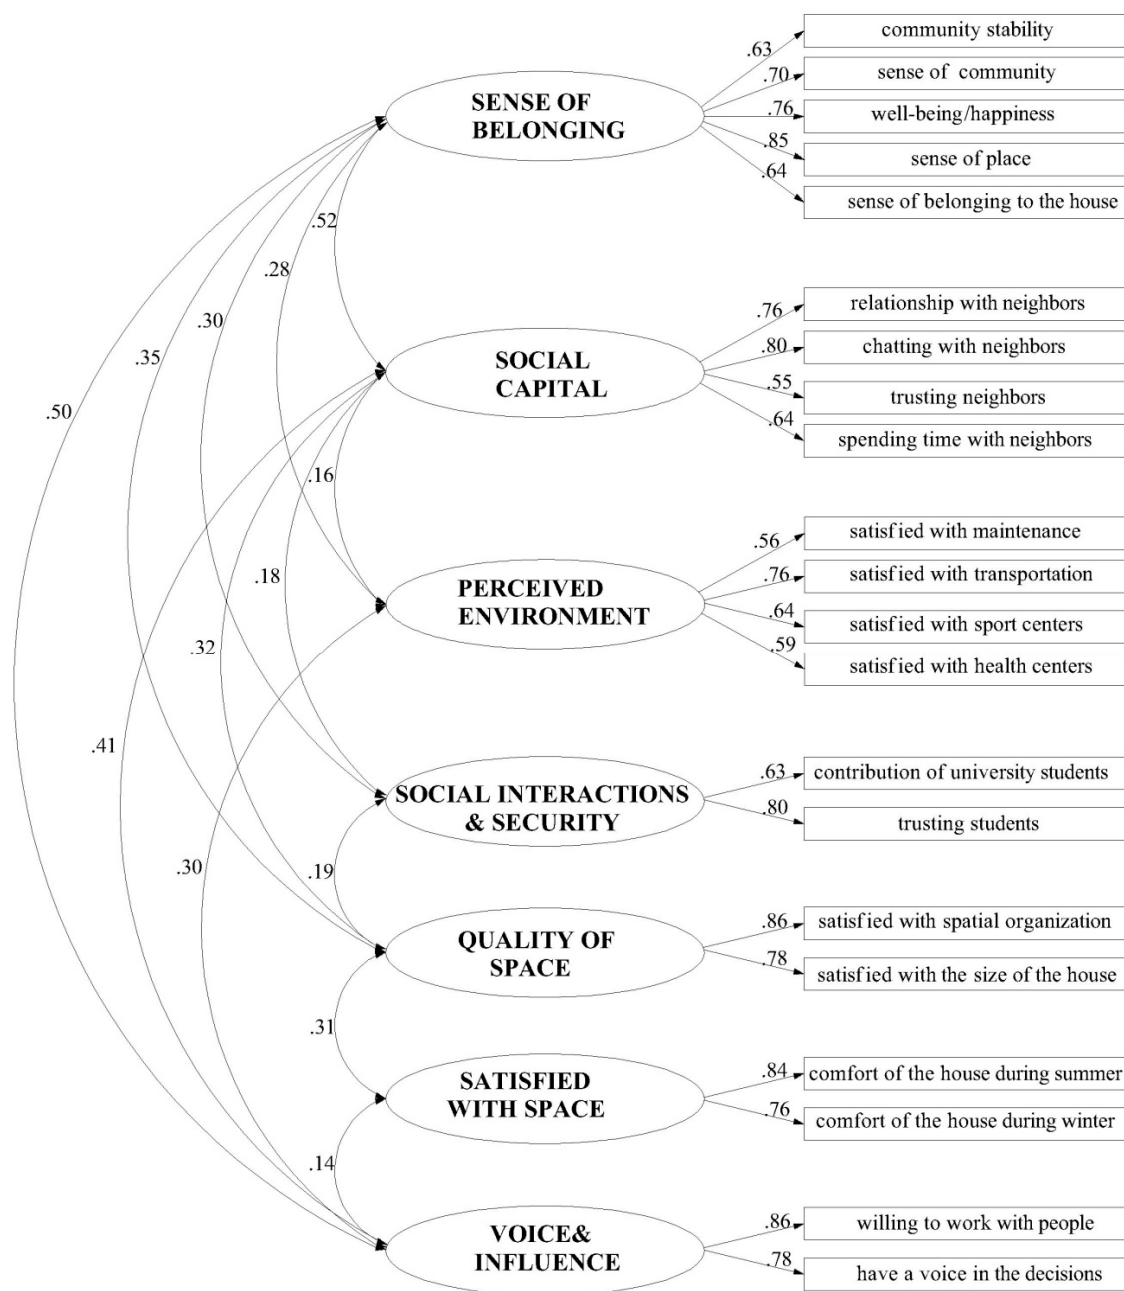 community stability
.63
.70
sense of community
SENSE OF
BELONGING
.76
well-being/happiness
.85
sense of place
.64
sense of belonging to the house
.52
.28
.30
.35
.50
relationship with neighbors
.76
.80
chatting with neighbors
SOCIAL
CAPITAL
.55
trusting neighbors
.64
spending time with neighbors
.16
.18
.32
.41
satisfied with maintenance
.56
.76
satisfied with transportation
PERCEIVED
ENVIRONMENT
.64
satisfied with sport centers
.59
satisfied with health centers
.30
.63
contribution of university students
SOCIAL INTERACTIONS
& SECURITY
.80
trusting students
.19
.86
satisfied with spatial organization
QUALITY OF
SPACE
.78
satisfied with the size of the house
.31
.84
comfort of the house during summer
SATISFIED
WITH SPACE
.76
comfort of the house during winter
.14
.86
willing to work with people
VOICE&
INFLUENCE
.78
have a voice in the decisions